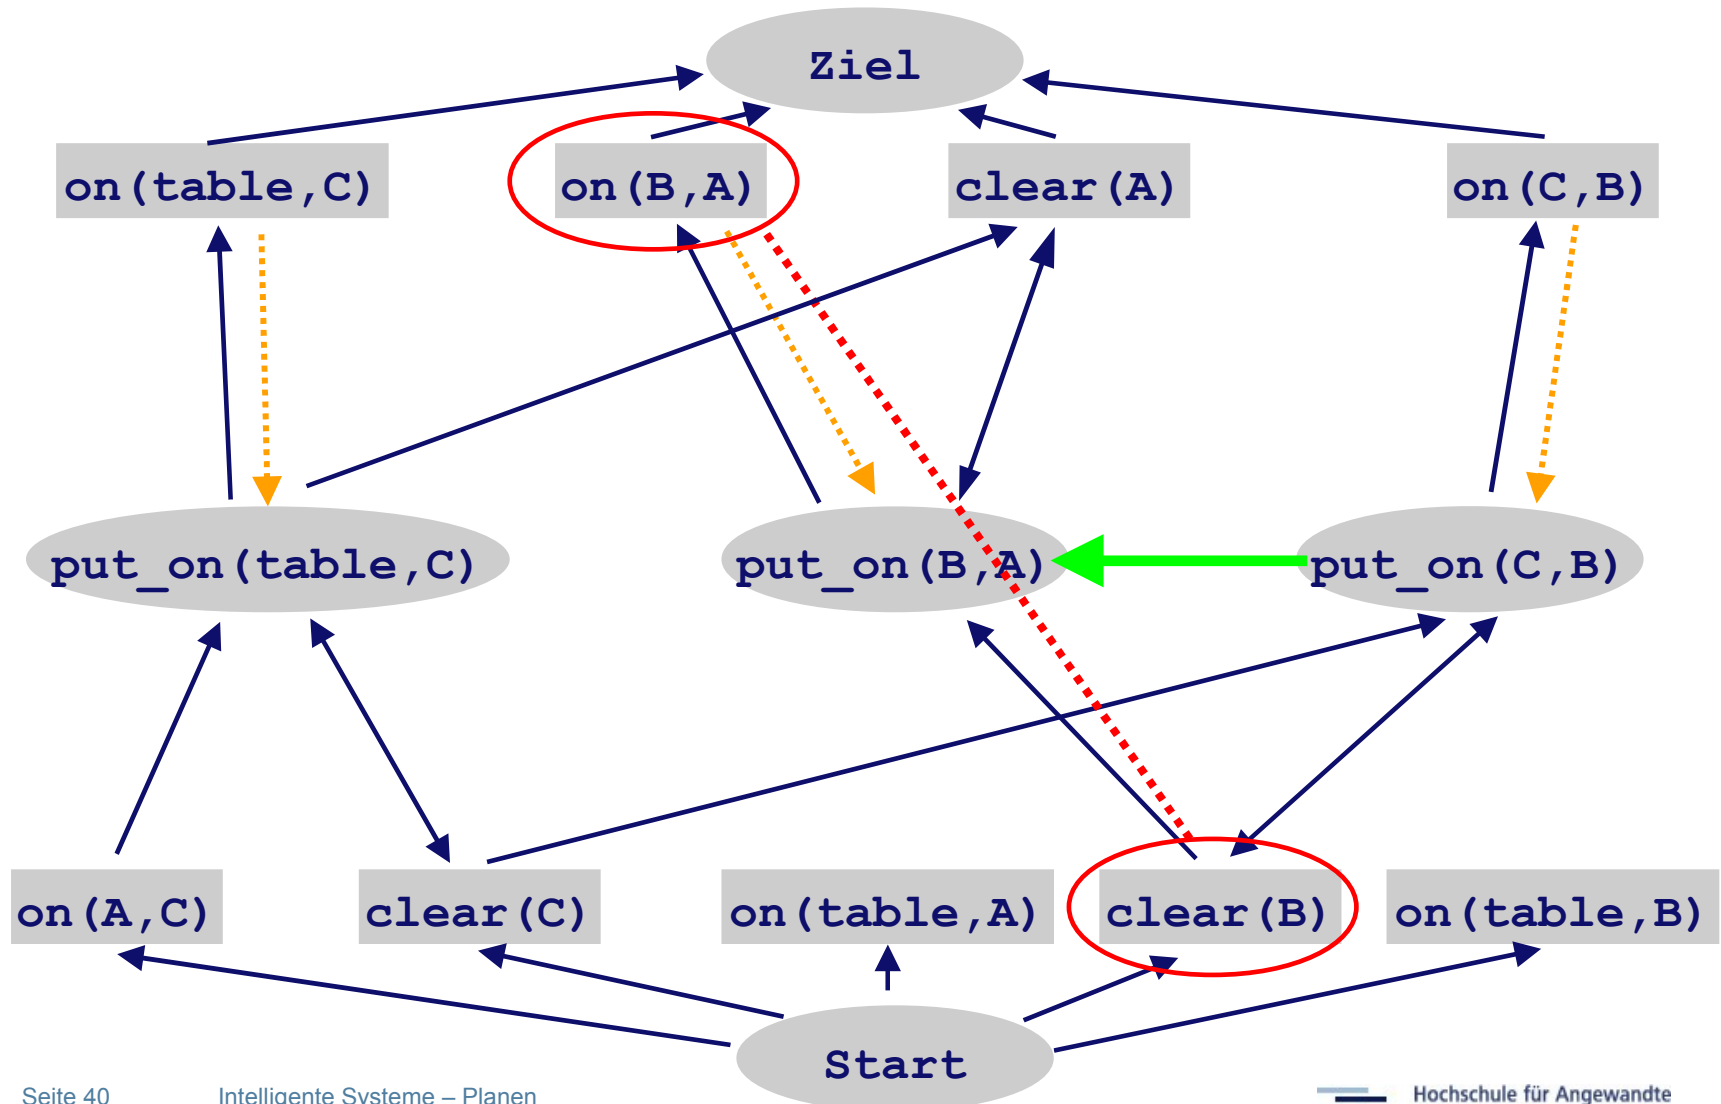 Ziel
on(table,C) on(B,A) clear(A) on(C,B)
put_on(table,C) put_on(B,A) put_on(C,B)
on(A,C) clear(C) on(table,A) clear(B) on(table,B)
Start
Seite 40 Intelligente Systeme – Planen Hochschule für Angewandte